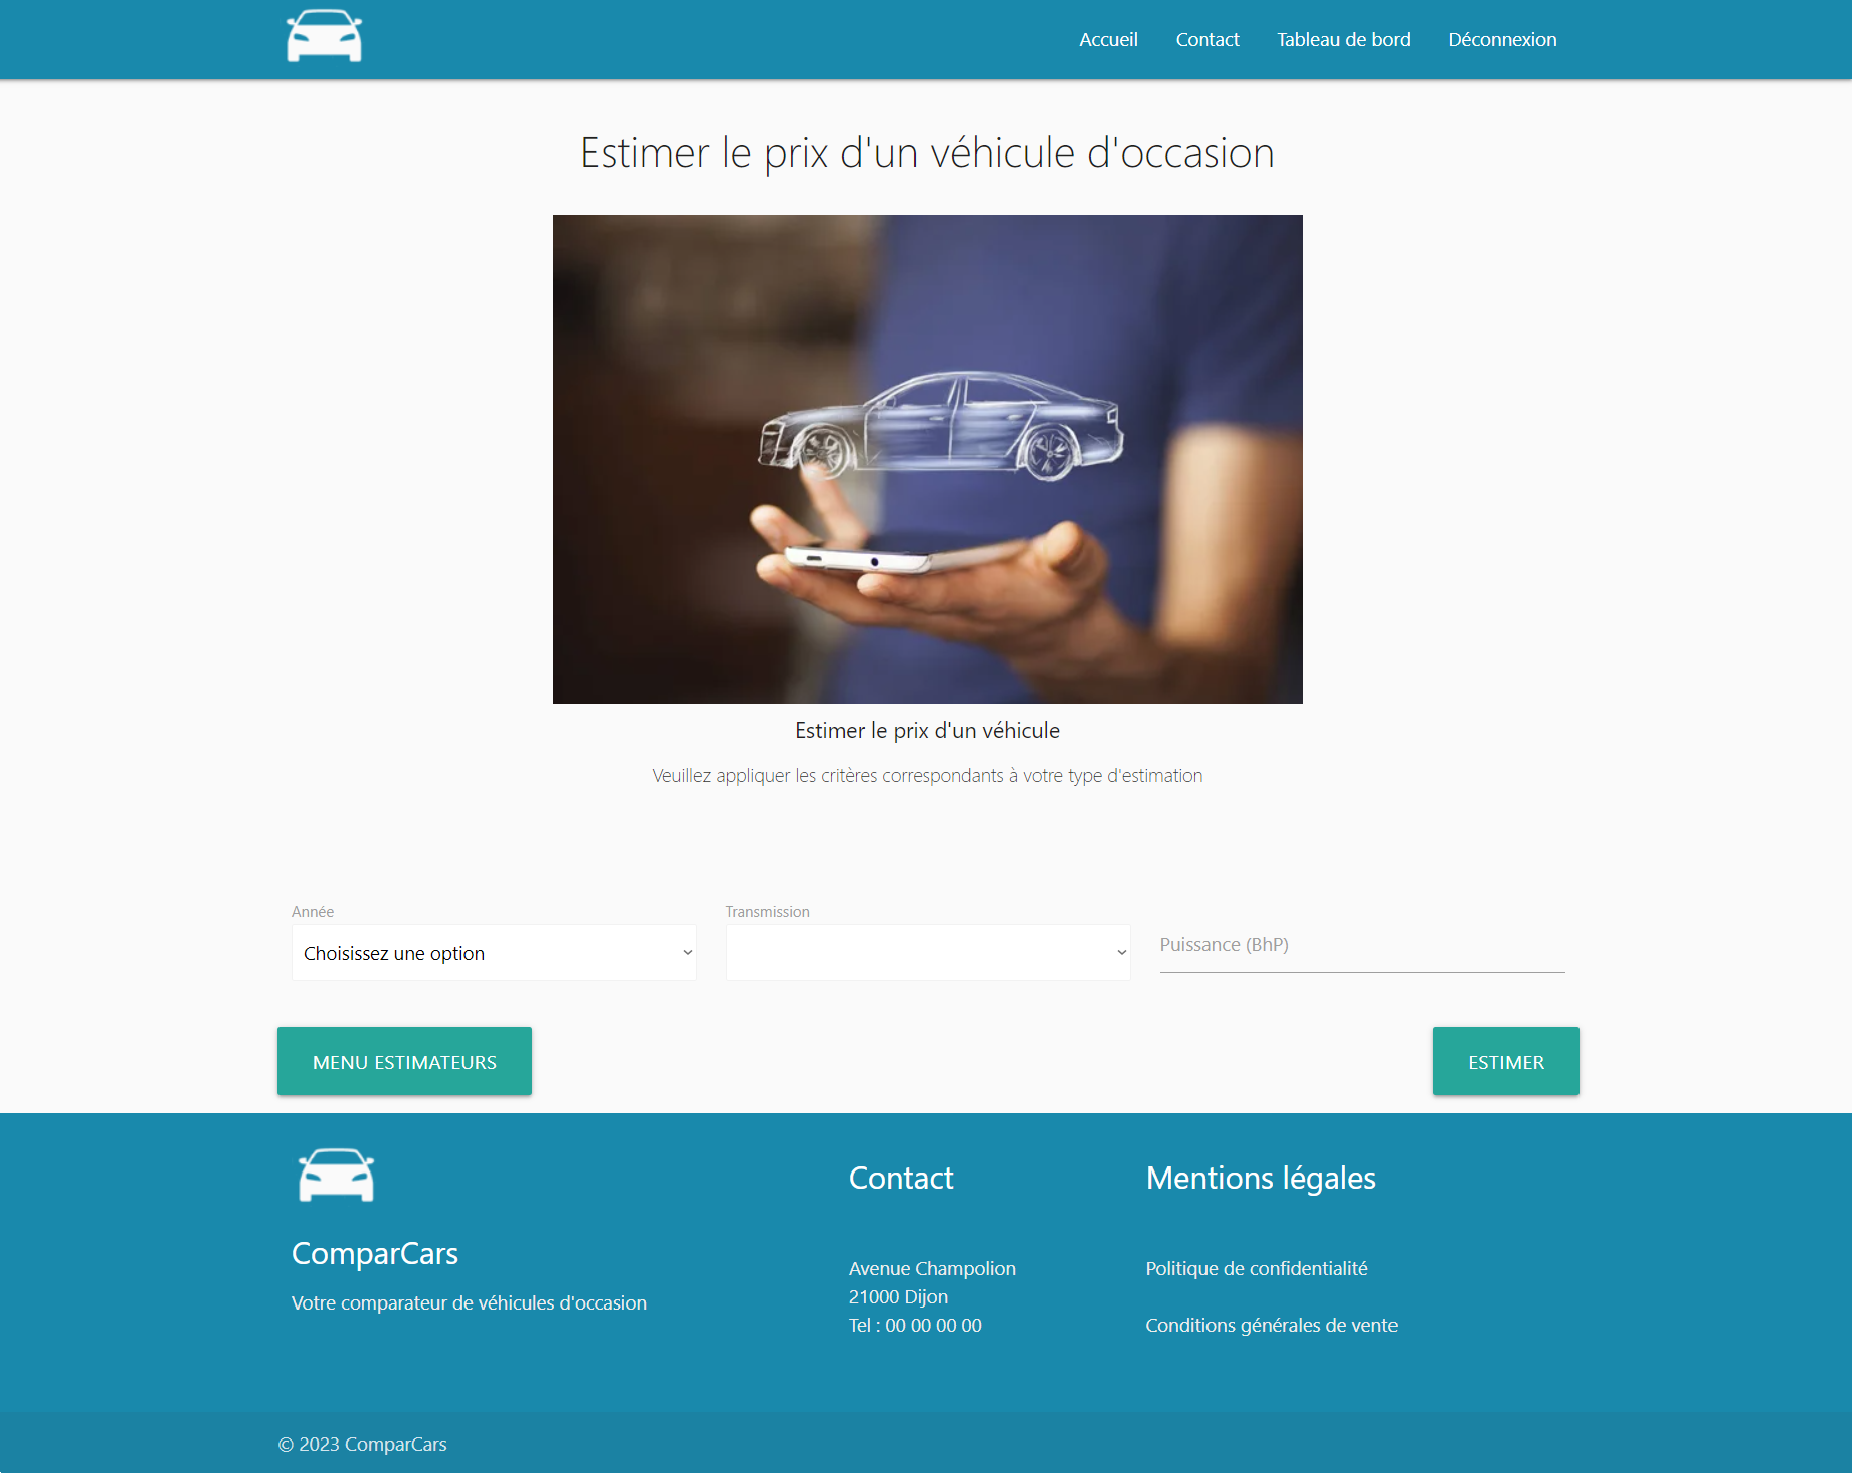 Accueil Contact Tableau de bord Déconnexion
Estimer le prix d'un véhicule d'occasion
Estimer le prix d'un véhicule
Veuillez appliquer les critères correspondants à votre type d'estimation
Année Transmission
Choisissez une option Puissance (BhP)
MENU ESTIMATEURS ESTIMER
ComparCars
Votre comparateur de véhicules d'occasion
Contact
Avenue Champolion
21000 Dijon
Tel : 00 00 00 00
Mentions légales
Politique de confidentialité
Conditions générales de vente
© 2023 ComparCars